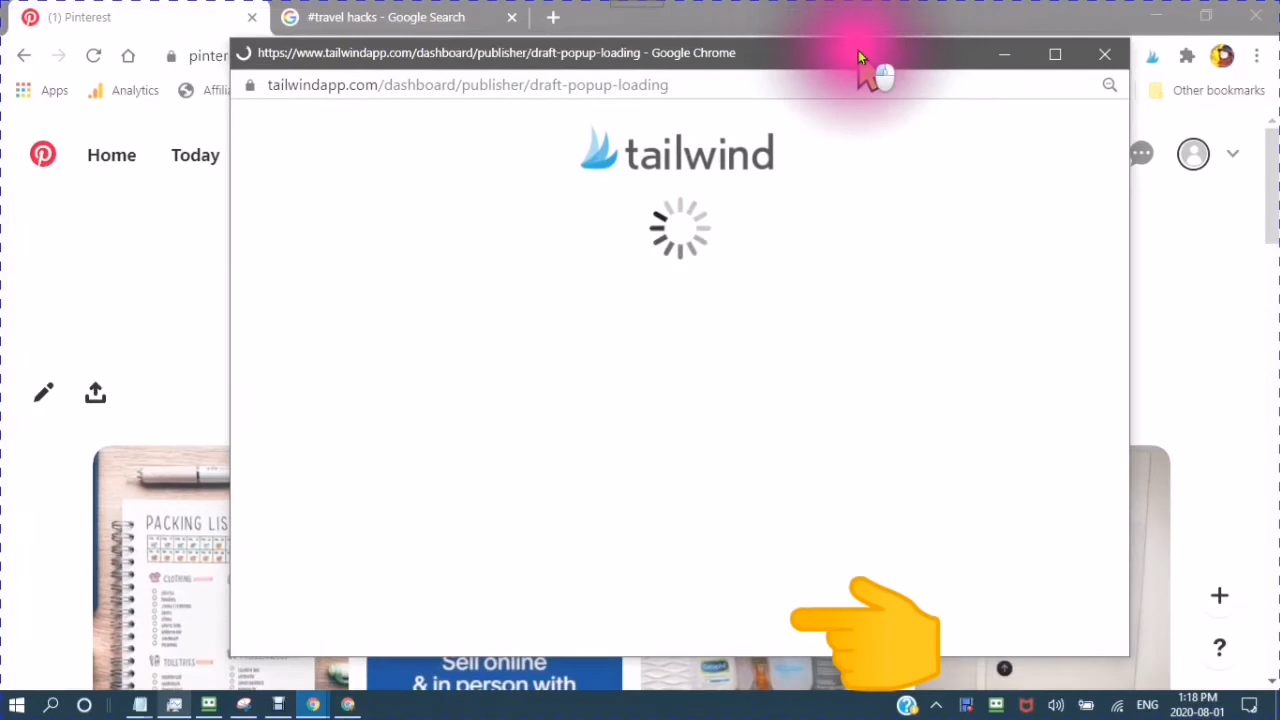 (1) Pinterest
#travel hacks - Google Search
https://www.tailwindapp.com/dashboard/publisher/draft-popup-loading - Google Chrome
pinter
tailwindapp.com/dashboard/publisher/draft-popup-loading
Apps
Analytics
Affili
Other bookmarks
tailwind
Home
Today
PACKING LIS
CLOTHING
TOILETRIES
Sell online
& in person with
?
1:18 PM
ENG
2020-08-01